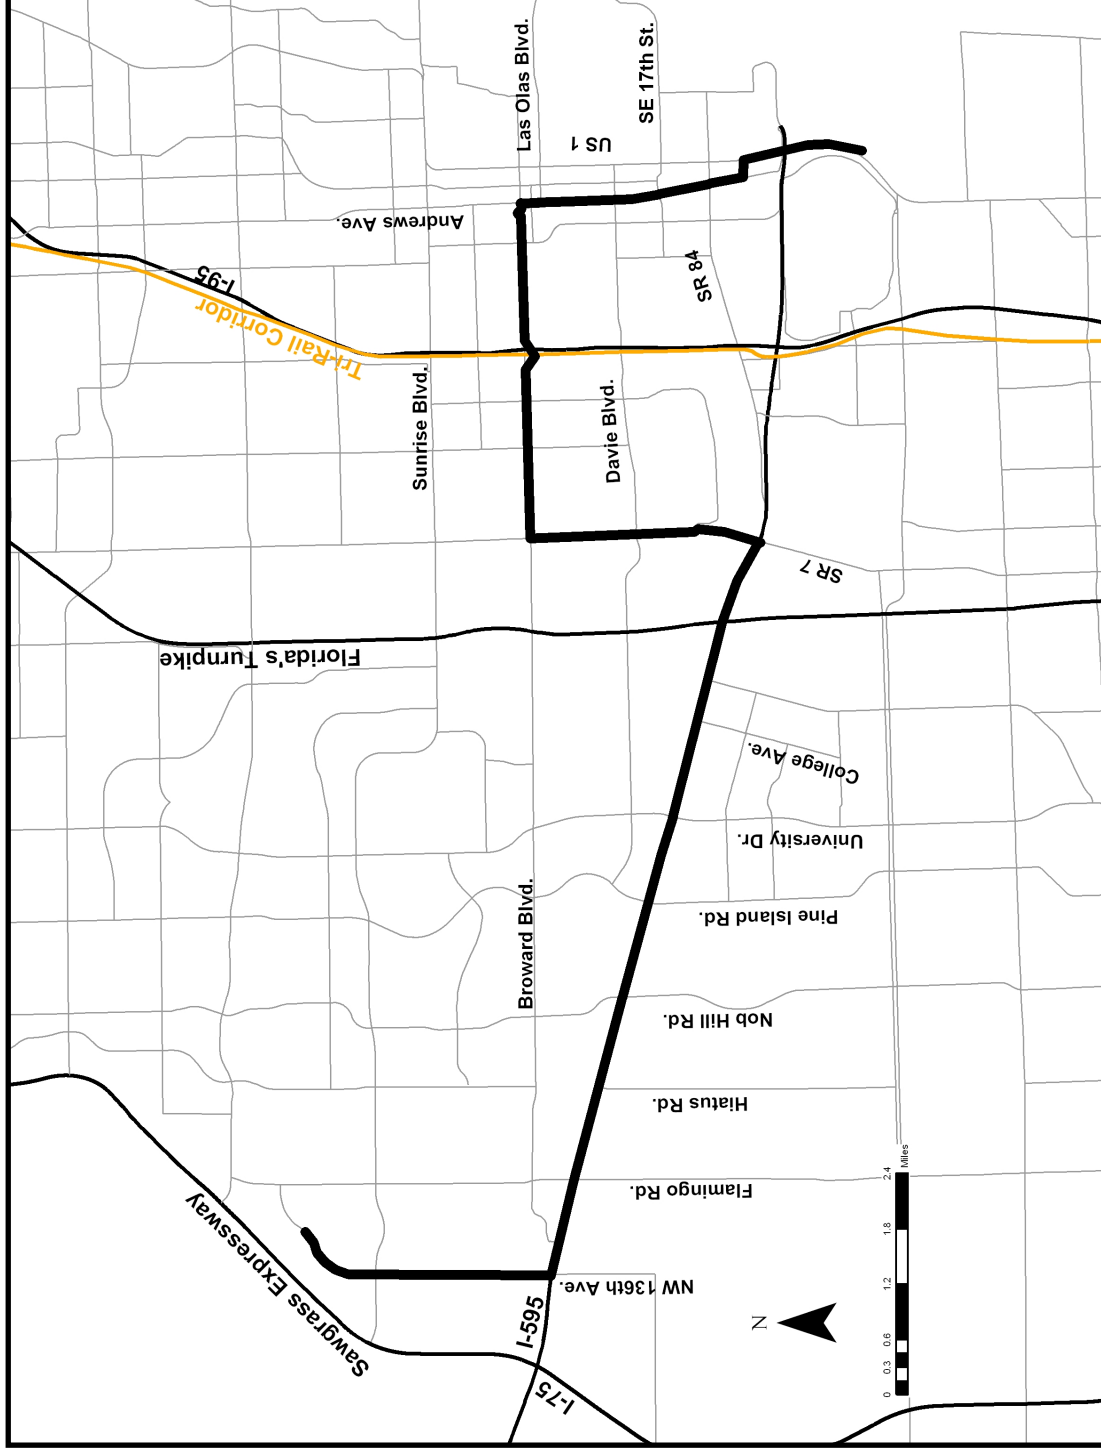 Las Olas Blvd.
SE 17th St.
US 1
Andrews Ave.
I-95
Tri-Rail Corridor
SR 84
Sunrise Blvd.
Davie Blvd.
SR 7
Florida's Turnpike
College Ave.
University Dr.
Broward Blvd.
Pine Island Rd.
Nob Hill Rd.
Hiatus Rd.
Flamingo Rd.
Sawgrass Expressway
NW 136th Ave.
I-595
I-75
N
0 0.3 0.6 1.2 1.8 2.4
Miles